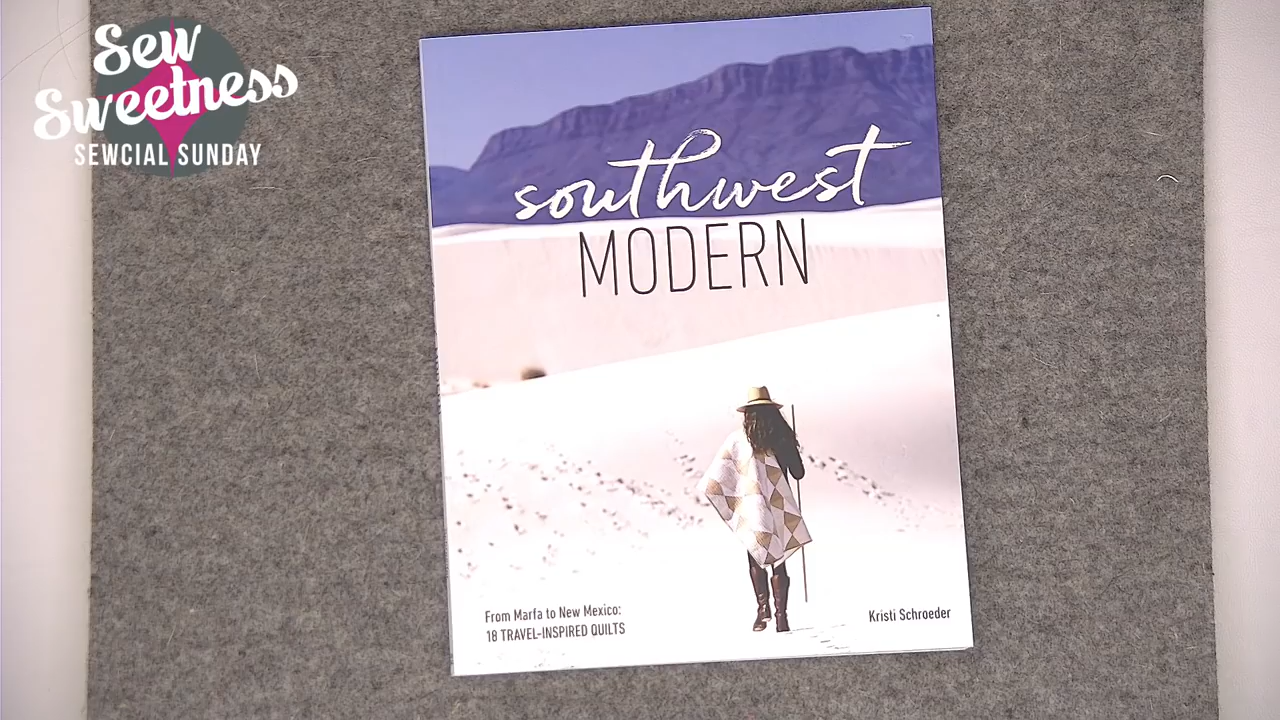 Sew
Sweetness
SEWCIAL SUNDAY
southwest
MODERN
From Marfa to New Mexico:
18 TRAVEL-INSPIRED QUILTS
Kristi Schroeder